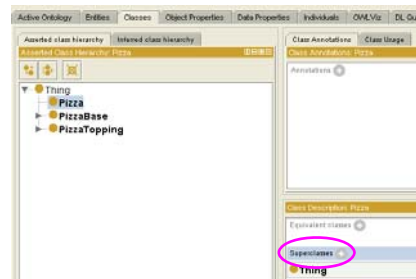 Active Ontology Entities Classes Object Properties Data Properties Individuals OWLViz DL Qu
Asserted class hierarchy Inferred class hierarchy
Asserted Class Hierarchy: Pizza
Thing
Pizza
PizzaBase
PizzaTopping
Class Annotations Class Usage
Class Annotations: Pizza
Annotations
Class Description: Pizza
Equivalent classes
Superclasses
Thing